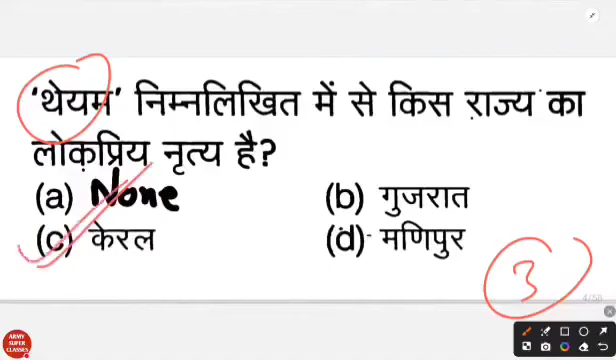 'थेयम' निम्नलिखित में से किस राज्य का
लोकप्रिय नृत्य है?
(a) None (b) गुजरात
(c) केरल (d) मणिपुर
3
4/50
ARMY
SUPER
CLASSES